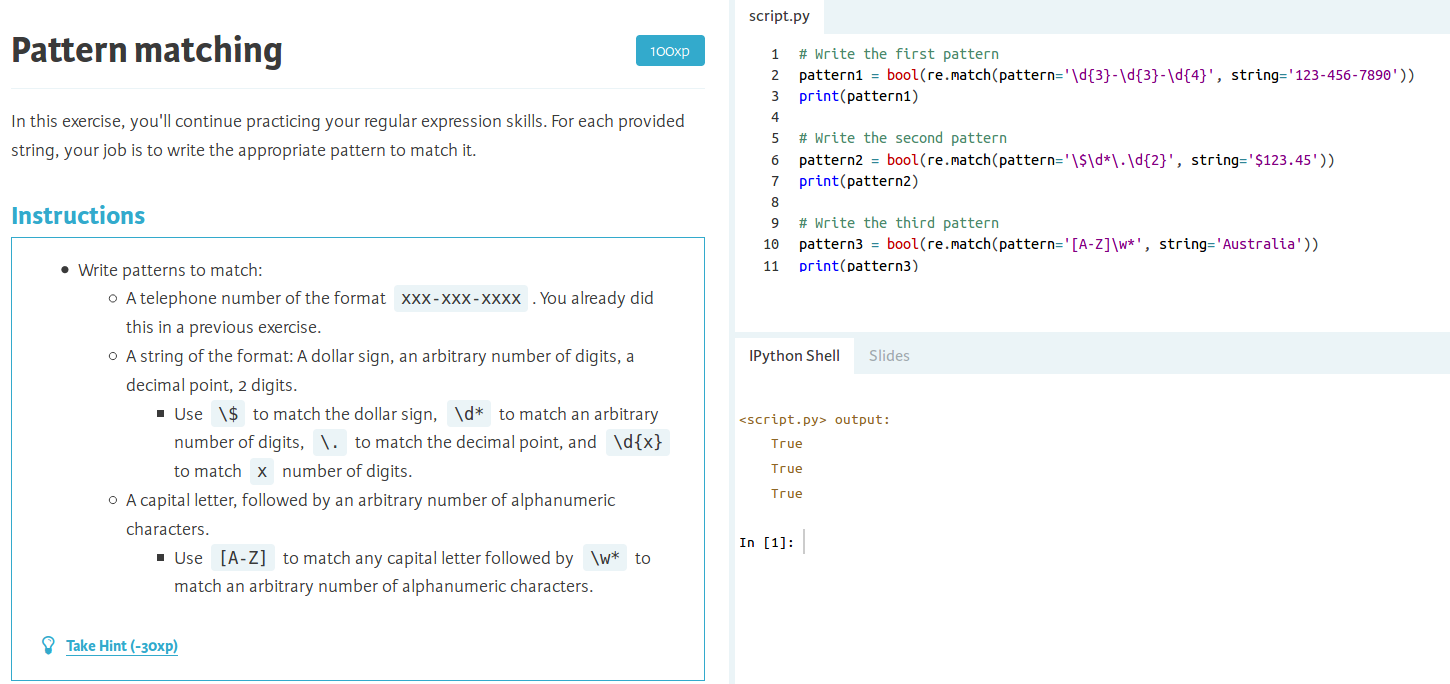 Pattern matching
100xp
In this exercise, you'll continue practicing your regular expression skills. For each provided
string, your job is to write the appropriate pattern to match it.
Instructions
Write patterns to match:
A telephone number of the format xxx-xxx-xxxx . You already did
this in a previous exercise.
A string of the format: A dollar sign, an arbitrary number of digits, a
decimal point, 2 digits.
Use \$ to match the dollar sign, \d* to match an arbitrary
number of digits, \. to match the decimal point, and \d{x}
to match x number of digits.
A capital letter, followed by an arbitrary number of alphanumeric
characters.
Use [A-Z] to match any capital letter followed by \w* to
match an arbitrary number of alphanumeric characters.
Take Hint (-30xp)
script.py
1 # Write the first pattern
2 pattern1 = bool(re.match(pattern='\d{3}-\d{3}-\d{4}', string='123-456-7890'))
3 print(pattern1)
4
5 # Write the second pattern
6 pattern2 = bool(re.match(pattern='\$\d*\.\d{2}', string='$123.45'))
7 print(pattern2)
8
9 # Write the third pattern
10 pattern3 = bool(re.match(pattern='[A-Z]\w*', string='Australia'))
11 print(pattern3)
IPython Shell Slides
<script.py> output:
True
True
True
In [1]: